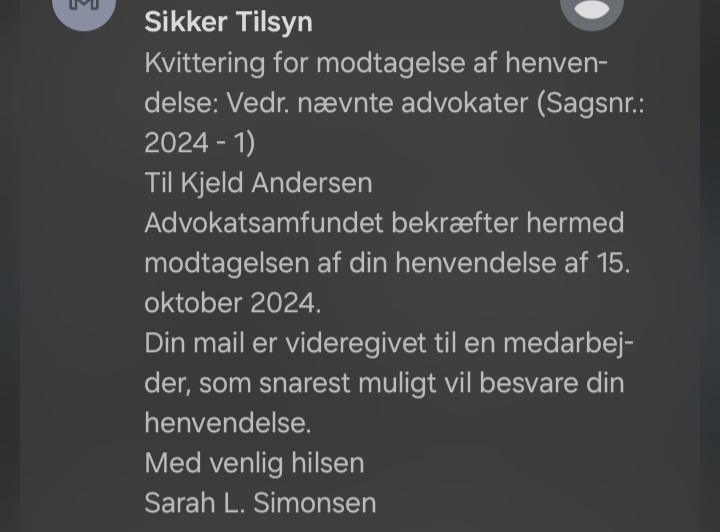 Sikker Tilsyn
Kvittering for modtagelse af henven-
delse: Vedr. nævnte advokater (Sagsnr.:
2024 - 1)
Til Kjeld Andersen
Advokatsamfundet bekræfter hermed
modtagelsen af din henvendelse af 15.
oktober 2024.
Din mail er videregivet til en medarbej-
der, som snarest muligt vil besvare din
henvendelse.
Med venlig hilsen
Sarah L. Simonsen